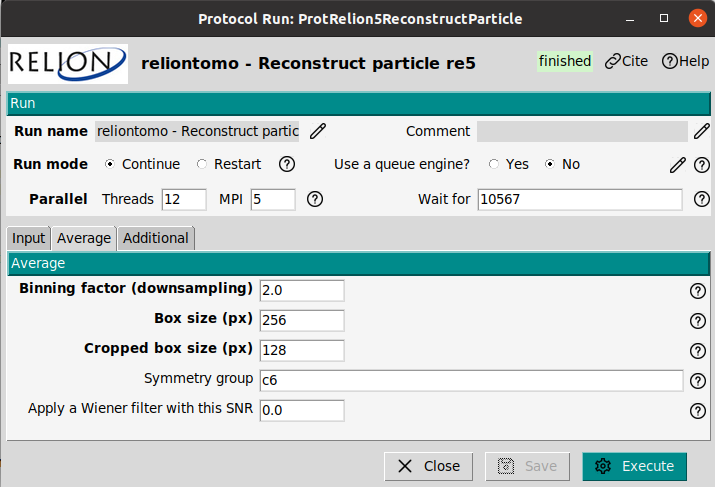 Protocol Run: ProtRelion5ReconstructParticle
RELION reliontomo - Reconstruct particle re5 finished Cite Help
Run
Run name reliontomo - Reconstruct partic Comment
Run mode Continue Restart Use a queue engine? Yes No
Parallel Threads 12 MPI 5 Wait for 10567
Input Average Additional
Average
Binning factor (downsampling) 2.0
Box size (px) 256
Cropped box size (px) 128
Symmetry group c6
Apply a Wiener filter with this SNR 0.0
Close Save Execute